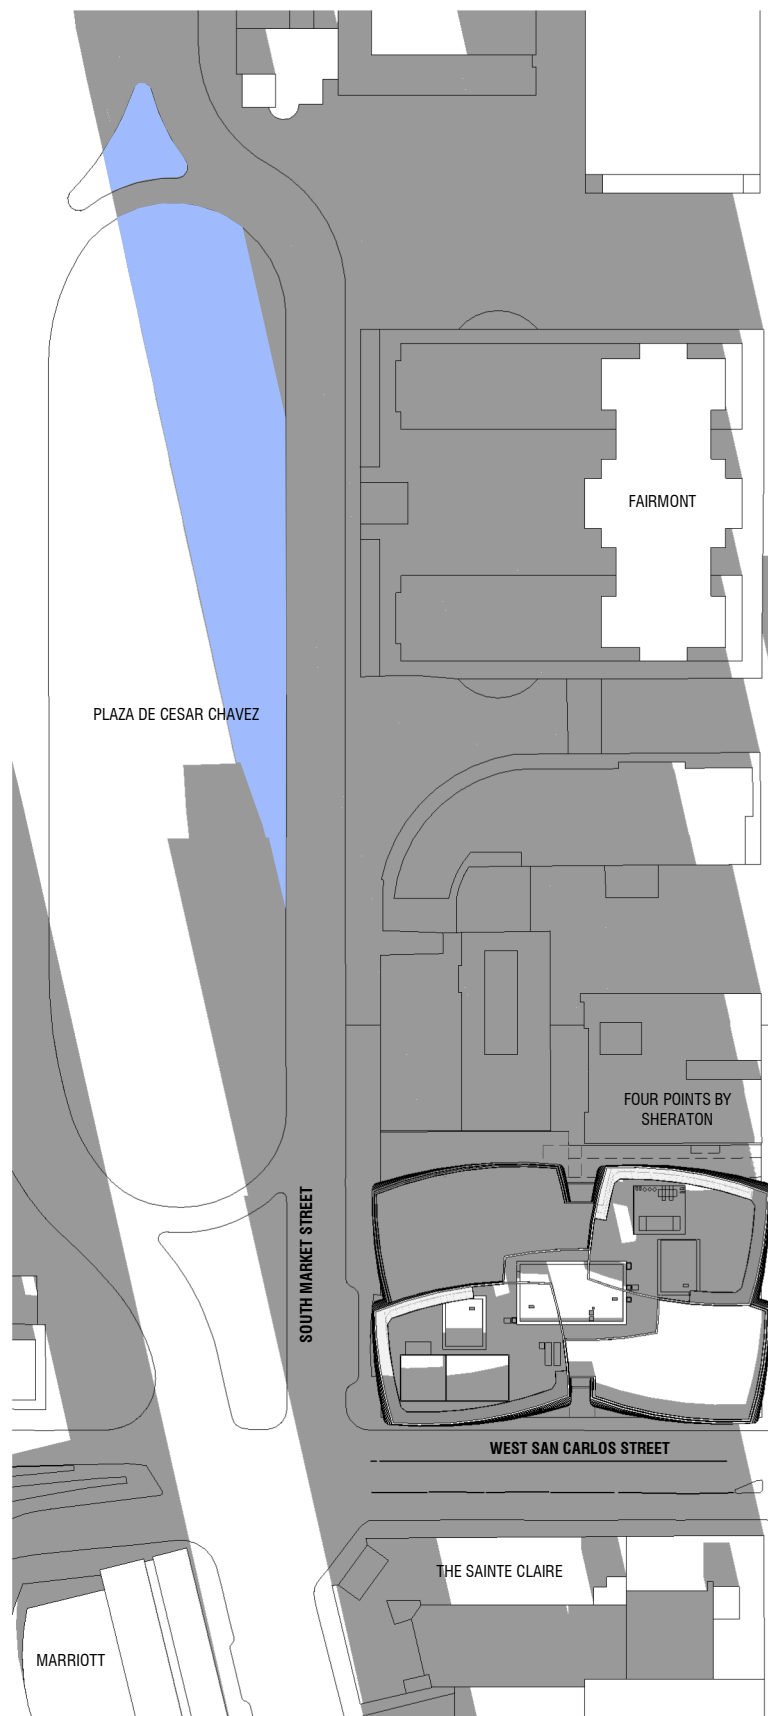 FAIRMONT
PLAZA DE CESAR CHAVEZ
FOUR POINTS BY
SHERATON
SOUTH MARKET STREET
WEST SAN CARLOS STREET
THE SAINTE CLAIRE
MARRIOTT